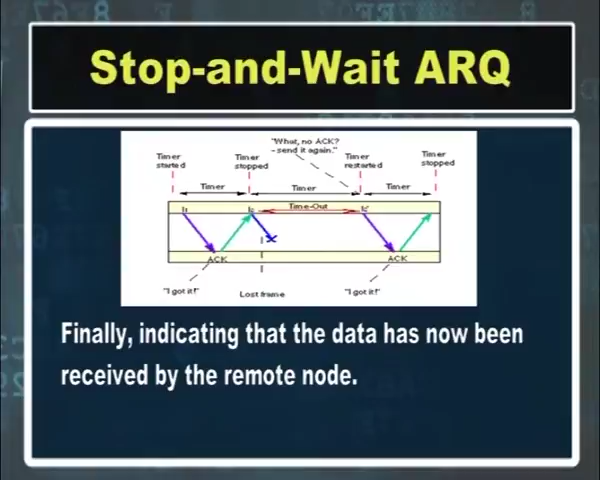 Stop-and-Wait ARQ
"What, no ACK?
- send it again."
Timer
started
Timer
stopped
Timer
restarted
Timer
stopped
Timer
Timer
Timer
Time-Out
ACK
ACK
"I got it!"
Lost frame
"I got it!"
Finally, indicating that the data has now been
received by the remote node.